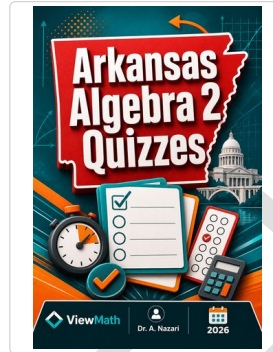 Arkansas
Algebra 2
Quizzes
ViewMath
Dr. A. Nazari
2026